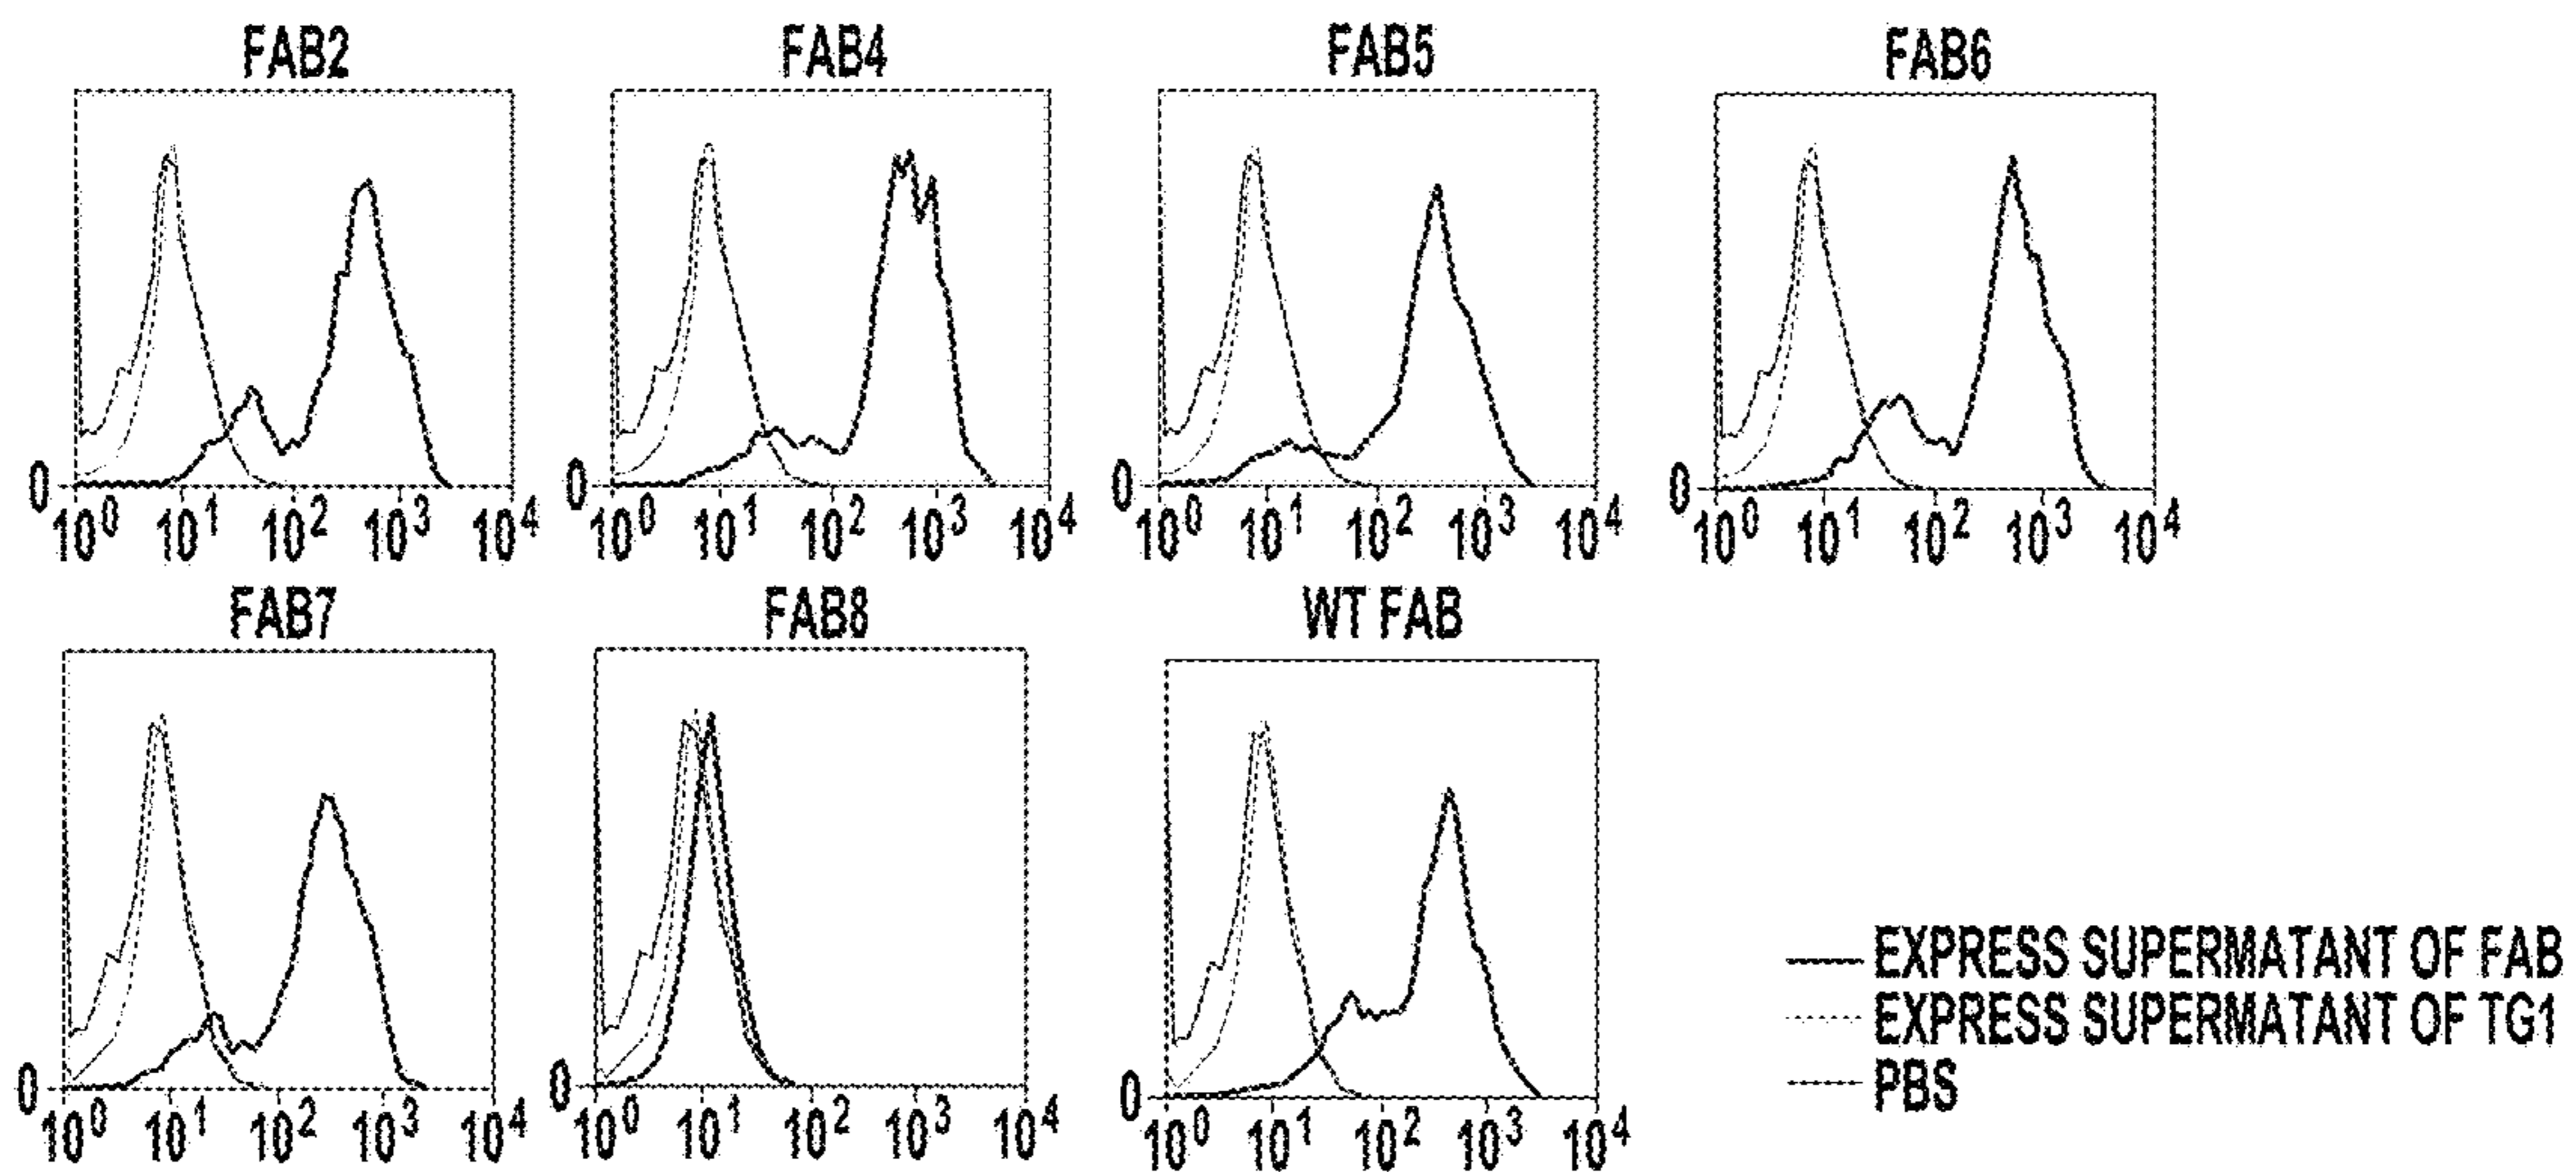 FAB2 FAB4 FAB5 FAB6
0 0 0 0
10⁰ 10¹ 10² 10³ 10⁴ 10⁰ 10¹ 10² 10³ 10⁴ 10⁰ 10¹ 10² 10³ 10⁴ 10⁰ 10¹ 10² 10³ 10⁴
FAB7 FAB8 WT FAB
0 0 0
10⁰ 10¹ 10² 10³ 10⁴ 10⁰ 10¹ 10² 10³ 10⁴ 10⁰ 10¹ 10² 10³ 10⁴
EXPRESS SUPERMATANT OF FAB
EXPRESS SUPERMATANT OF TG1
PBS